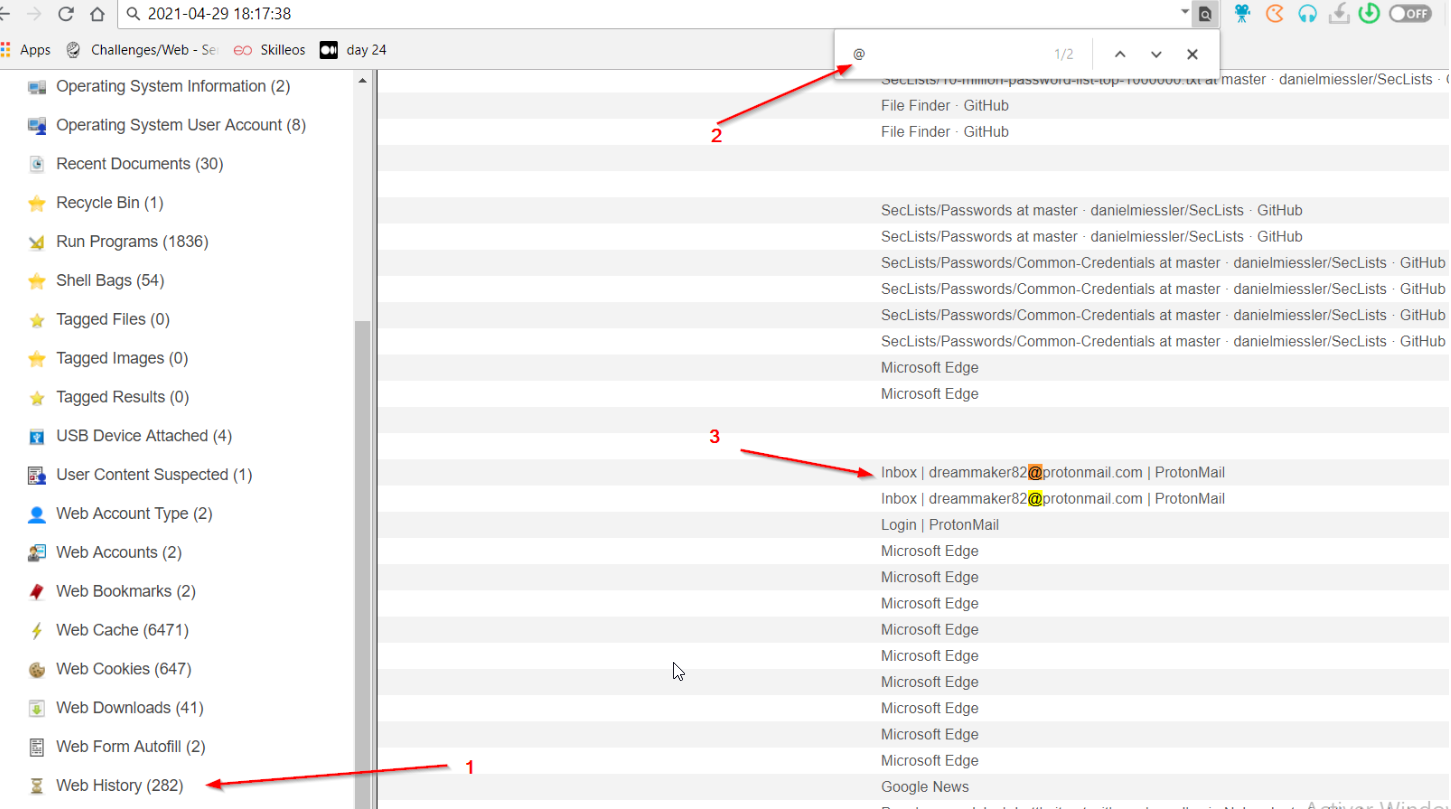 2021-04-29 18:17:38
OFF
Apps
Challenges/Web - Se
Skilleos
day 24
@
1/2
2
Operating System Information (2)
Operating System User Account (8)
Recent Documents (30)
Recycle Bin (1)
Run Programs (1836)
Shell Bags (54)
Tagged Files (0)
Tagged Images (0)
Tagged Results (0)
USB Device Attached (4)
User Content Suspected (1)
Web Account Type (2)
Web Accounts (2)
Web Bookmarks (2)
Web Cache (6471)
Web Cookies (647)
Web Downloads (41)
Web Form Autofill (2)
Web History (282)
1
SecLists/10-million-password-list-top-1000000.txt at master · danielmiessler/SecLists ·
File Finder · GitHub
File Finder · GitHub
SecLists/Passwords at master · danielmiessler/SecLists · GitHub
SecLists/Passwords at master · danielmiessler/SecLists · GitHub
SecLists/Passwords/Common-Credentials at master · danielmiessler/SecLists · GitHub
SecLists/Passwords/Common-Credentials at master · danielmiessler/SecLists · GitHub
SecLists/Passwords/Common-Credentials at master · danielmiessler/SecLists · GitHub
SecLists/Passwords/Common-Credentials at master · danielmiessler/SecLists · GitHub
Microsoft Edge
Microsoft Edge
3
Inbox | dreammaker82@protonmail.com | ProtonMail
Inbox | dreammaker82@protonmail.com | ProtonMail
Login | ProtonMail
Microsoft Edge
Microsoft Edge
Microsoft Edge
Microsoft Edge
Microsoft Edge
Microsoft Edge
Microsoft Edge
Microsoft Edge
Microsoft Edge
Google News